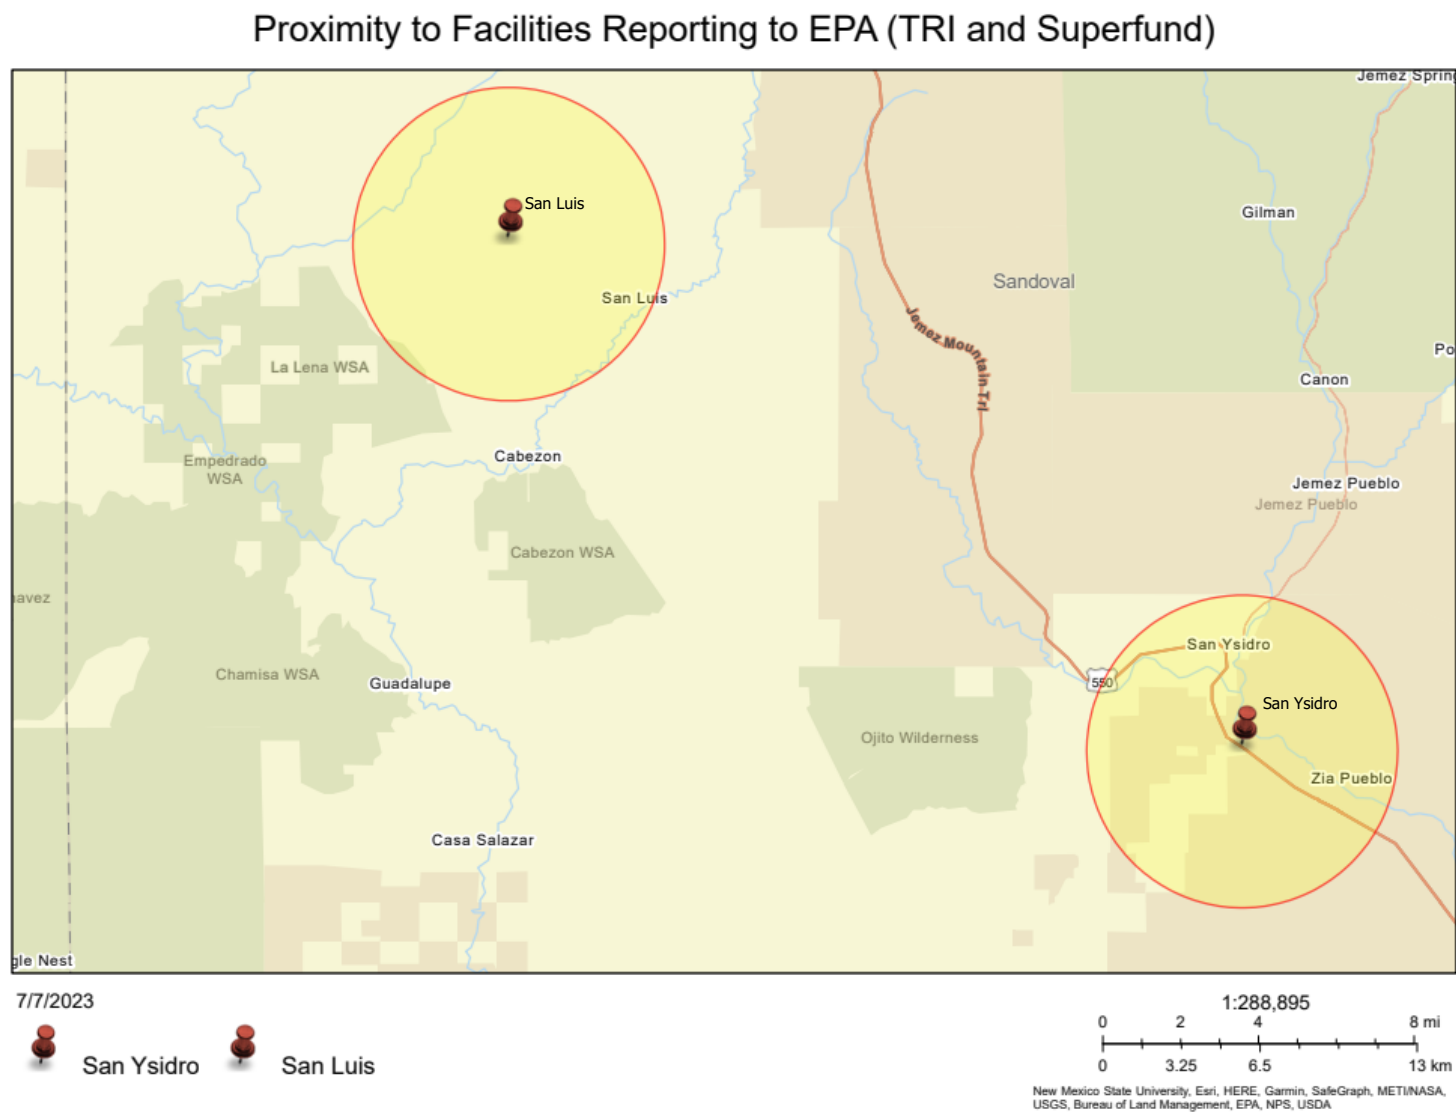 Proximity to Facilities Reporting to EPA (TRI and Superfund)
Jemez Spring
San Luis
Gilman
Sandoval
San Luis
Jemez Mountain Trl
Po
La Lena WSA
Canon
Cabezon
Empedrado
WSA
Jemez Pueblo
Jemez Pueblo
Cabezon WSA
avez
San Ysidro
Chamisa WSA
Guadalupe
550
San Ysidro
Ojito Wilderness
Zia Pueblo
Casa Salazar
gle Nest
7/7/2023
San Ysidro San Luis
1:288,895
0 2 4 8 mi
0 3.25 6.5 13 km
New Mexico State University, Esri, HERE, Garmin, SafeGraph, METI/NASA,
USGS, Bureau of Land Management, EPA, NPS, USDA